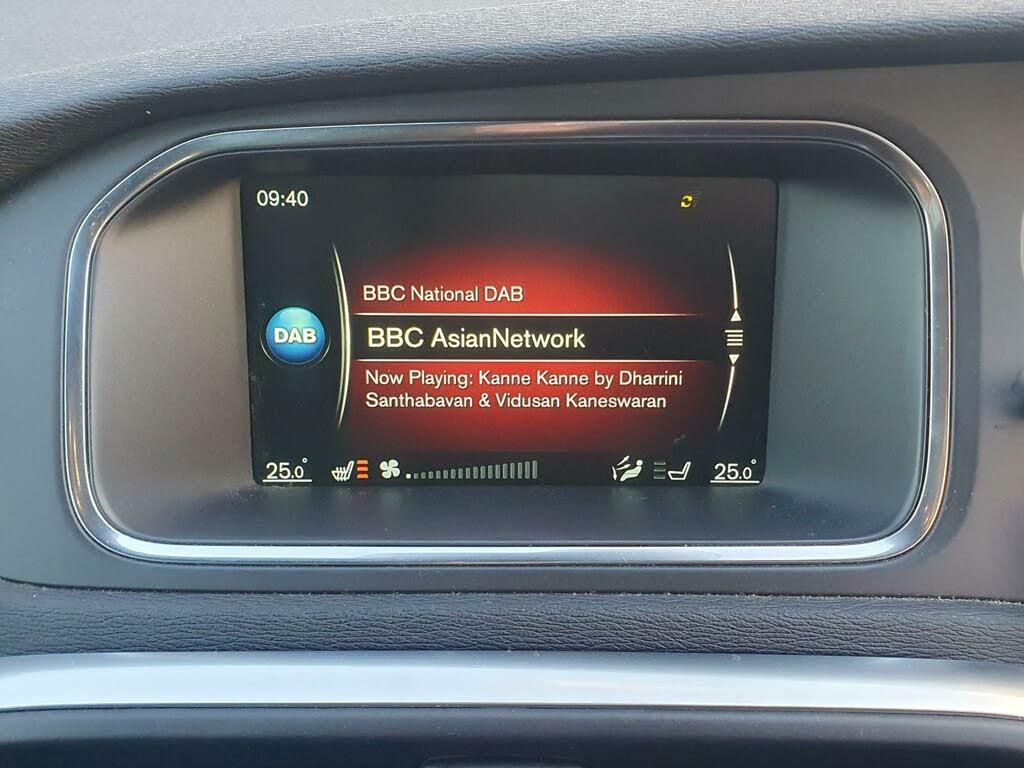 09:40
BBC National DAB
DAB
BBC AsianNetwork
Now Playing: Kanne Kanne by Dharrini
Santhabavan & Vidusan Kaneswaran
25.0° 25.0°